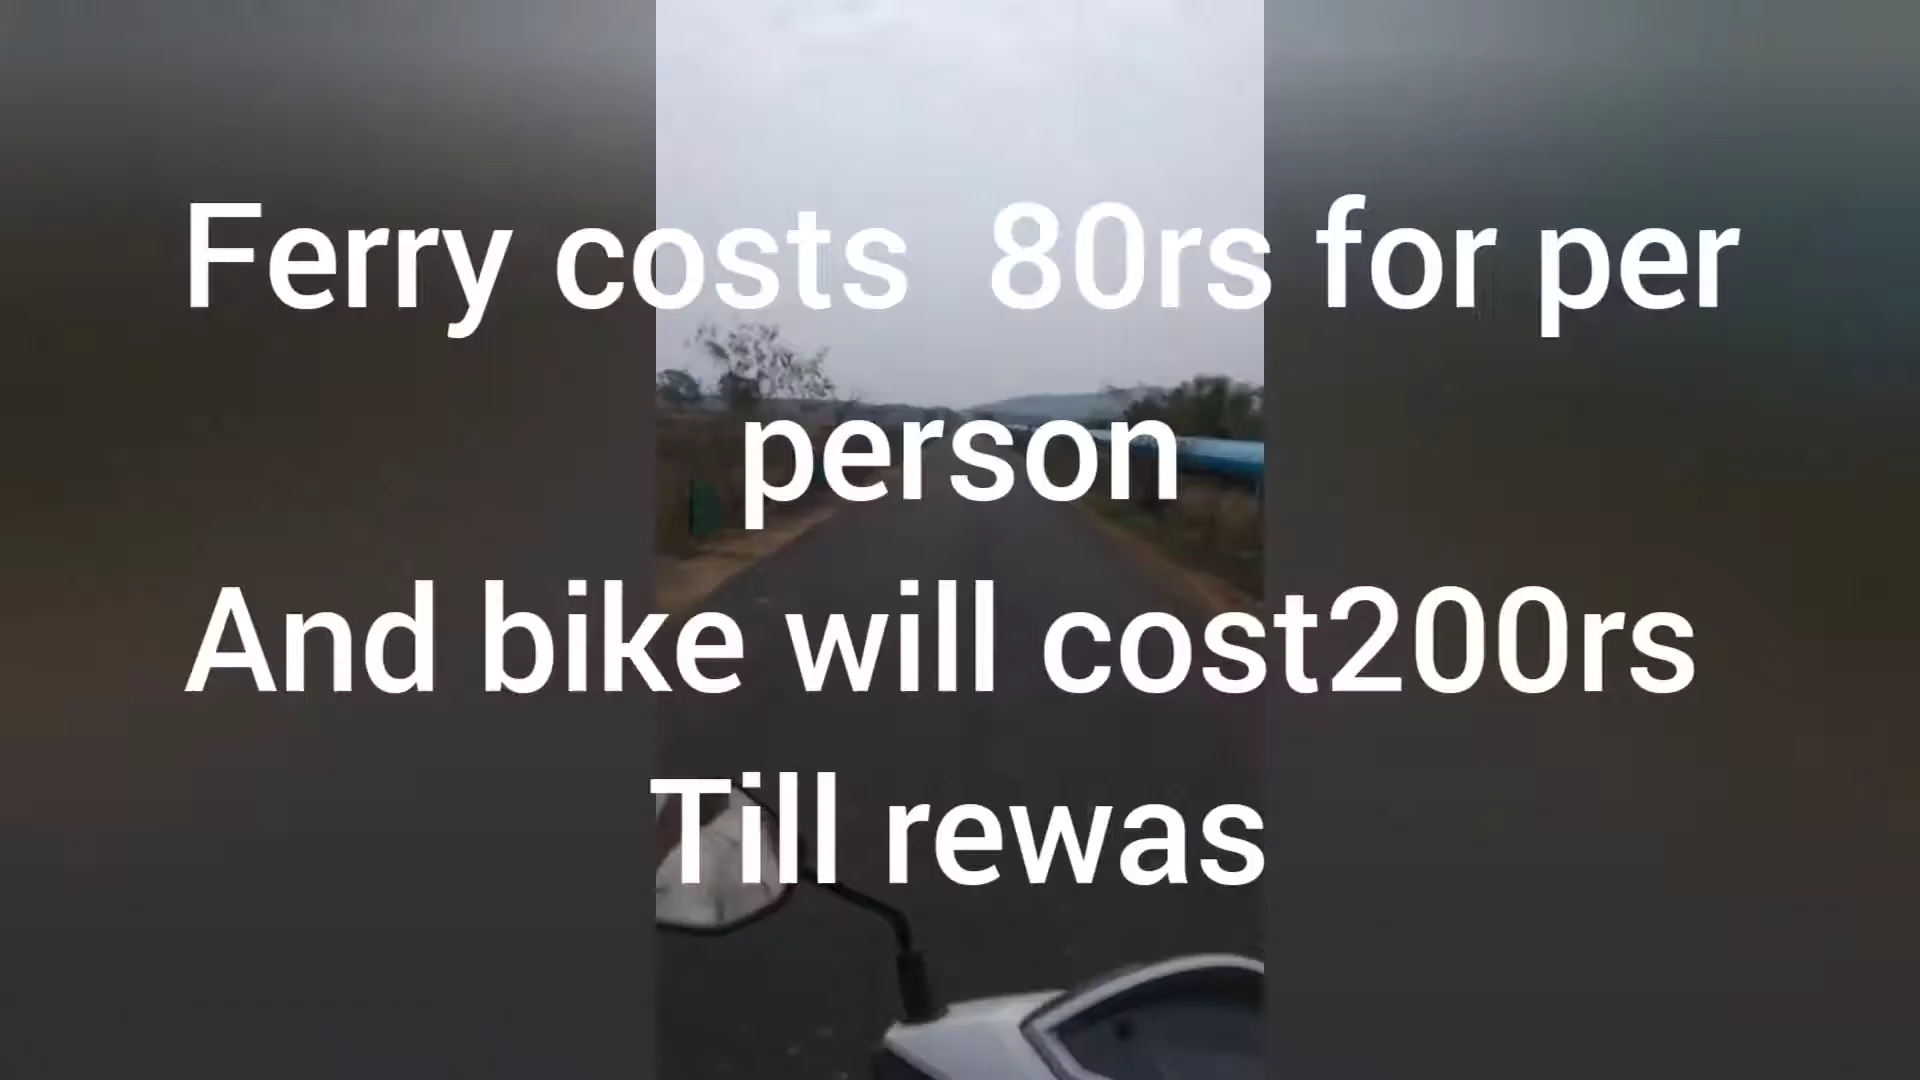 Ferry costs  80rs for per
person
And bike will cost200rs
Till rewas